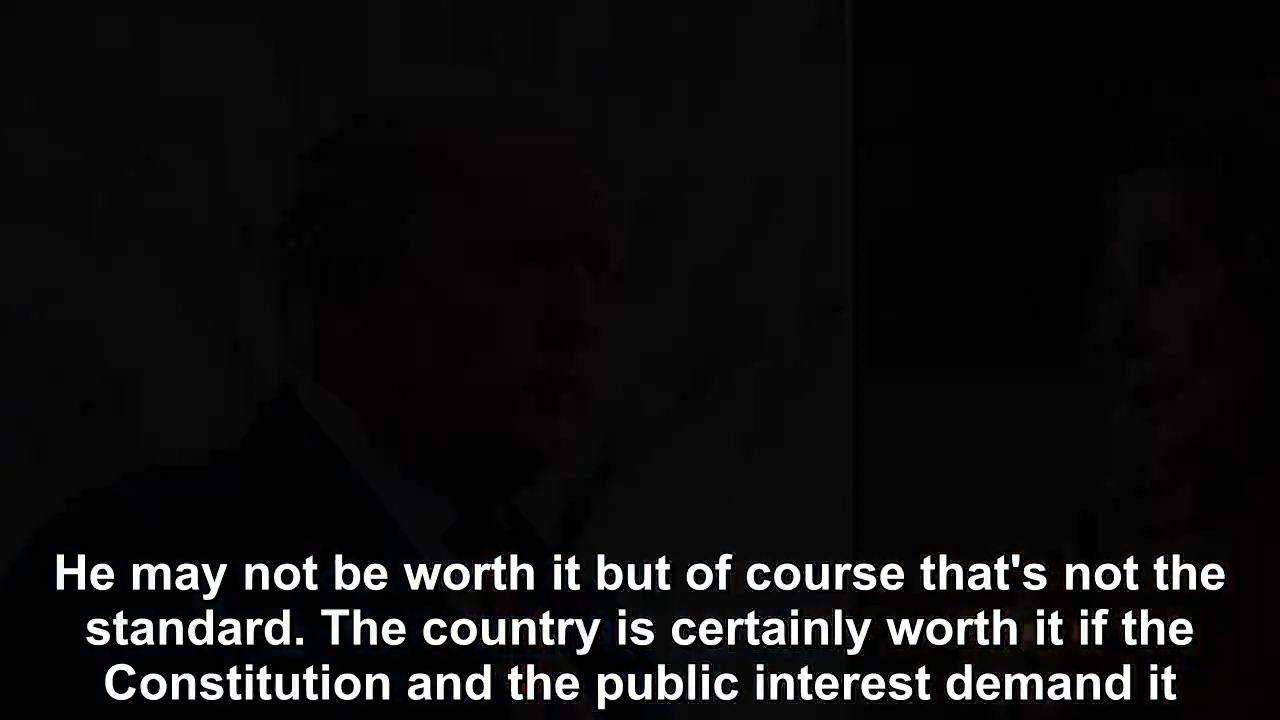 He may not be worth it but of course that's not the
standard. The country is certainly worth it if the
Constitution and the public interest demand it